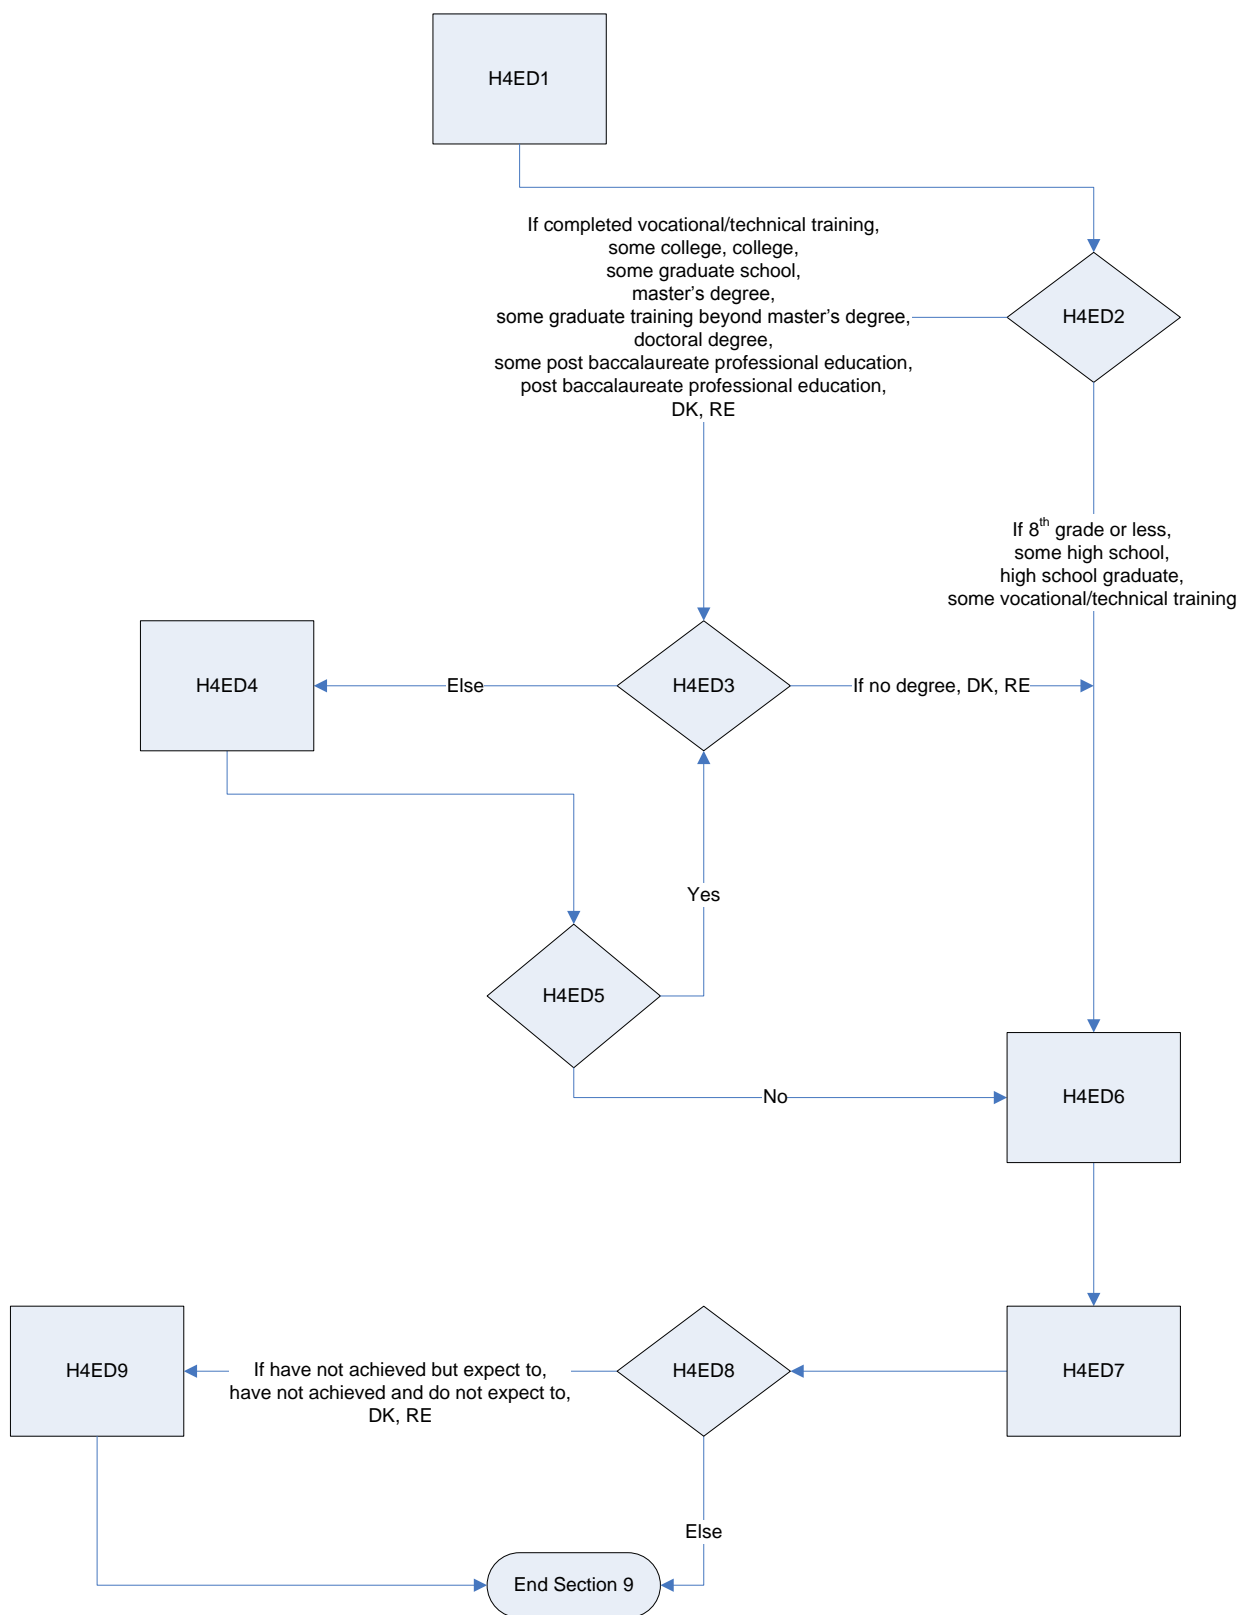 H4ED1
If completed vocational/technical training,
some college, college,
some graduate school,
master’s degree,
some graduate training beyond master’s degree,
doctoral degree,
some post baccalaureate professional education,
post baccalaureate professional education,
DK, RE
H4ED2
If 8th grade or less,
some high school,
high school graduate,
some vocational/technical training
H4ED4
Else
H4ED3
If no degree, DK, RE
Yes
H4ED5
No
H4ED6
H4ED9
If have not achieved but expect to,
have not achieved and do not expect to,
DK, RE
H4ED8
H4ED7
Else
End Section 9